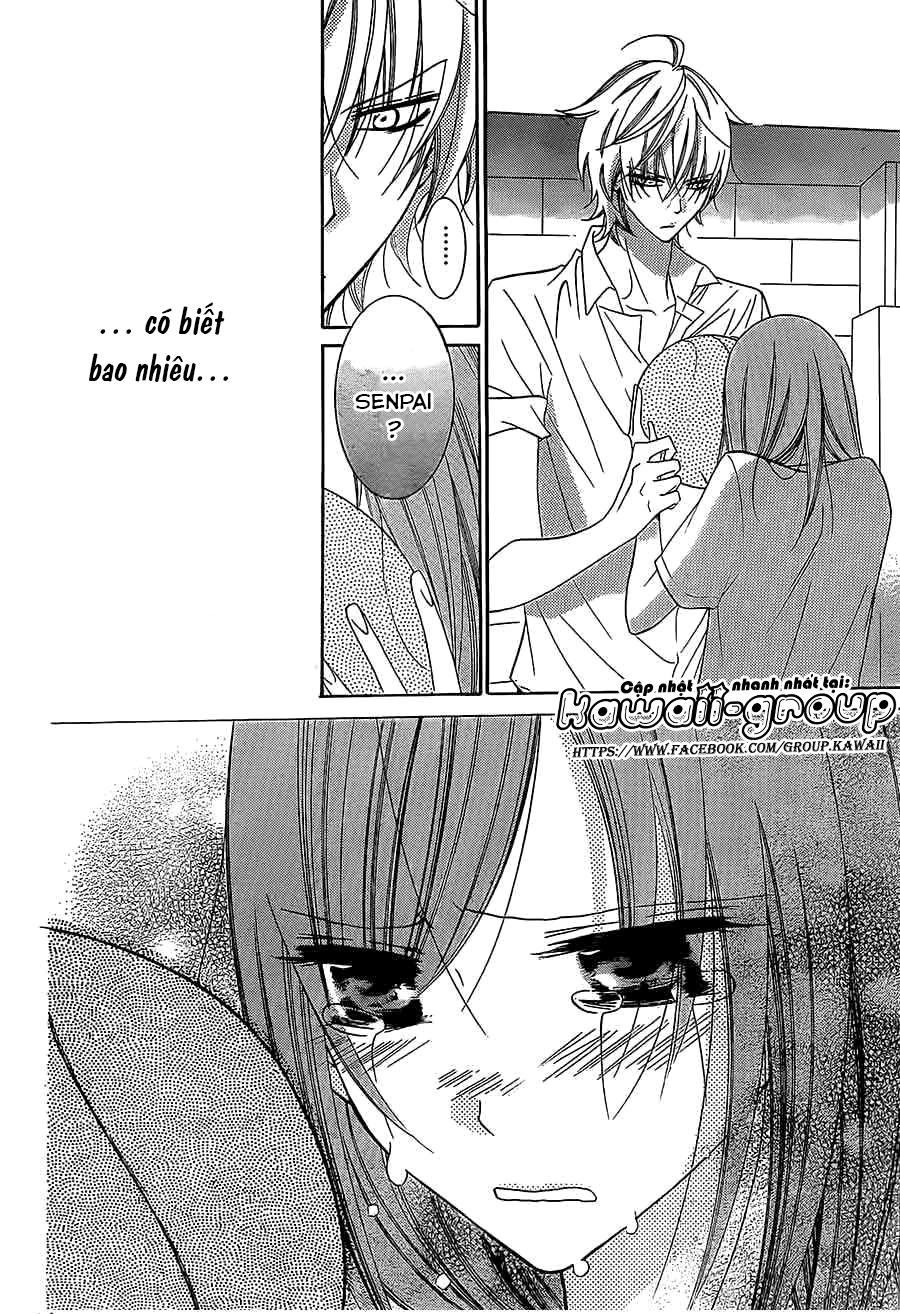 ......
...
SENPAI
?
... có biết
bao nhiêu...
Cập nhật nhanh nhất tại:
kawaii-group
HTTPS://WWW.FACEBOOK.COM/GROUP.KAWAII